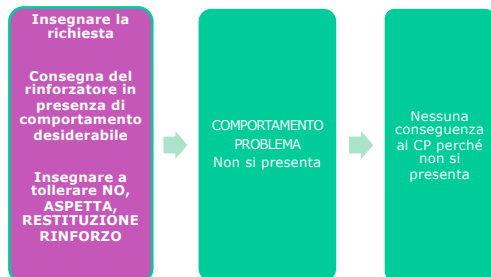 Insegnare la
richiesta
Consegna del
rinforzatore in
presenza di
comportamento
desiderabile
Insegnare a
tollerare NO,
ASPETTA,
RESTITUZIONE
RINFORZO
COMPORTAMENTO
PROBLEMA
Non si presenta
Nessuna
conseguenza
al CP perché
non si
presenta